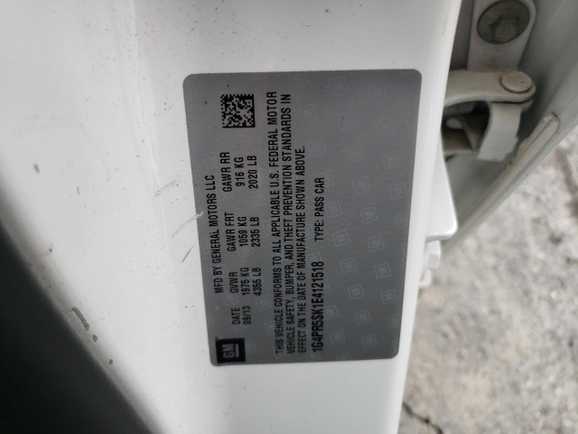 MFD BY GENERAL MOTORS LLC
DATE GVWR GAWR FRT GAWR RR
09/13 1975 KG 1059 KG 916 KG
4355 LB 2335 LB 2020 LB
GM
THIS VEHICLE CONFORMS TO ALL APPLICABLE U.S. FEDERAL MOTOR
VEHICLE SAFETY, BUMPER, AND THEFT PREVENTION STANDARDS IN
EFFECT ON THE DATE OF MANUFACTURE SHOWN ABOVE.
1G4PR5SK1E4121518 TYPE: PASS CAR